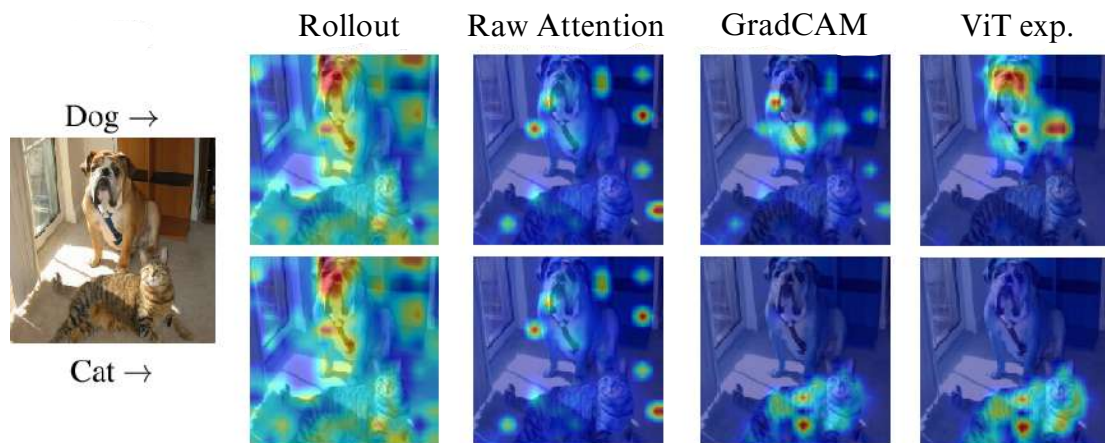 Rollout Raw Attention GradCAM ViT exp.
Dog →
Cat →